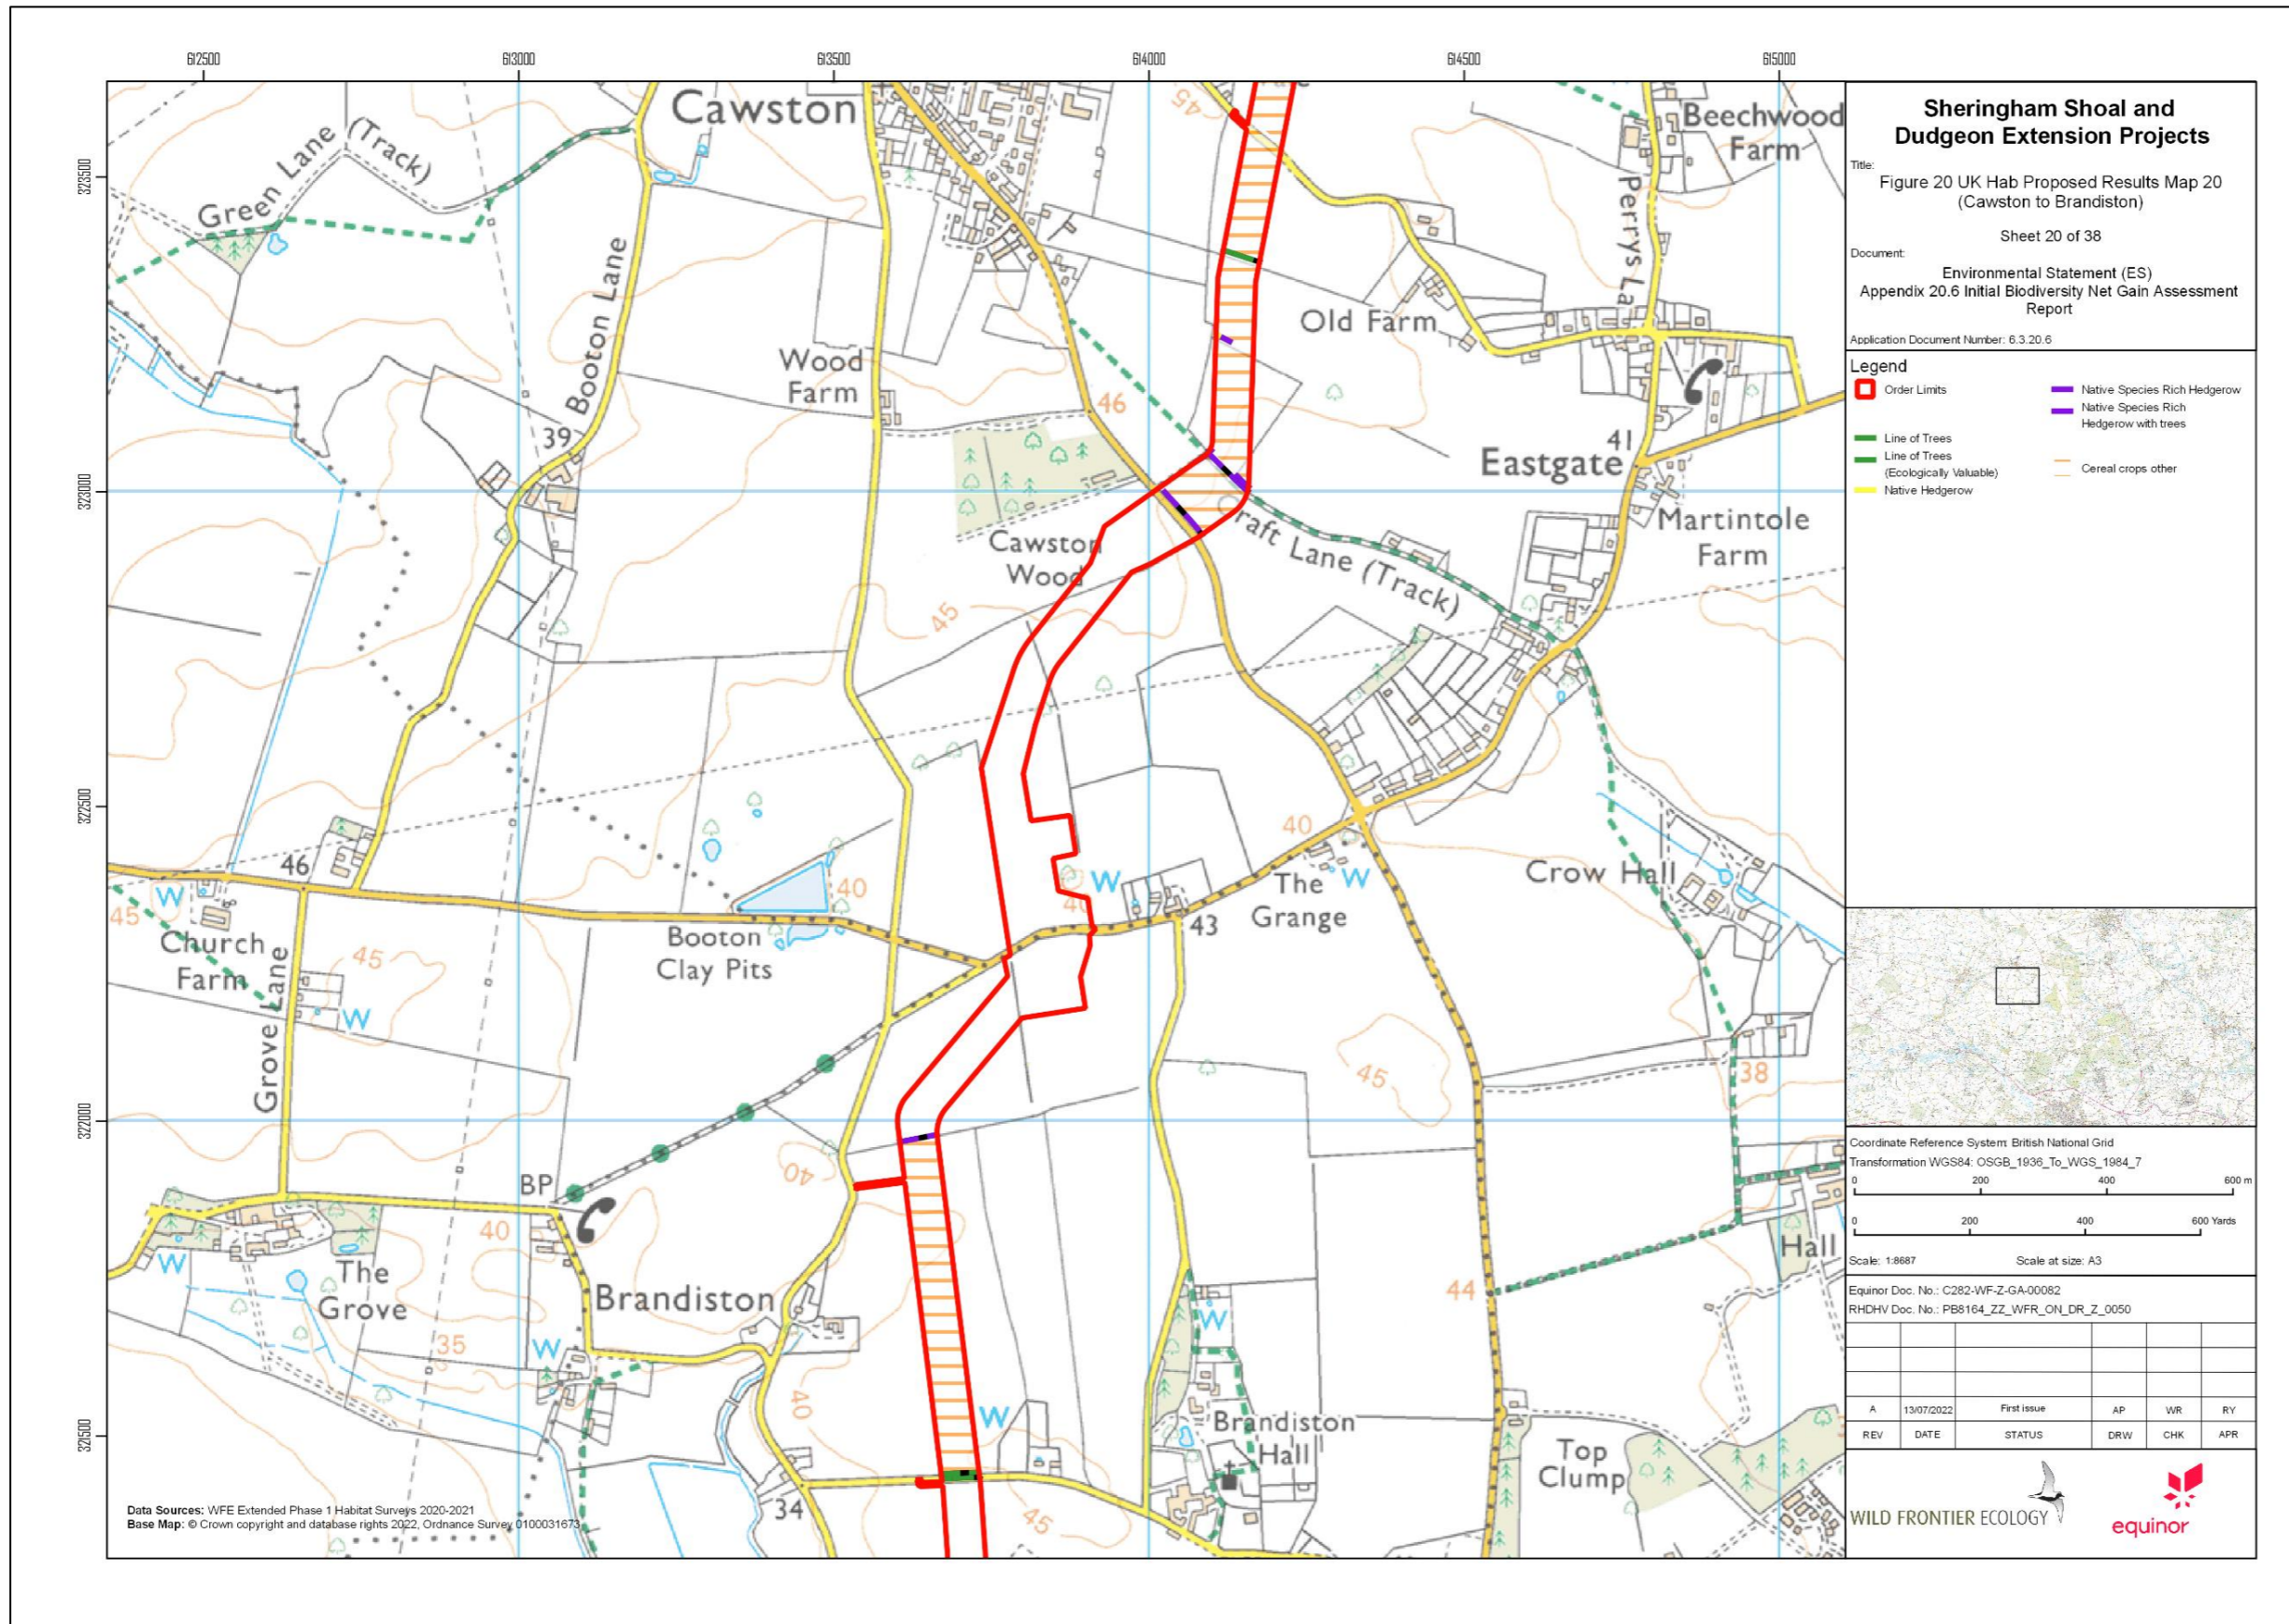 612500
613000
613500
614000
614500
615000
323500
323000
322500
322000
321500
Cawston
Green Lane (Track)
Booton Lane
39
Wood
Farm
46
45
Old Farm
Beechwood
Farm
Perrys La
41
Eastgate
Martintole
Farm
Cawston
Wood
45
Craft Lane (Track)
46
W
45
Church
Farm
Grove Lane
45
W
Booton
Clay Pits
40
W
40
43
40
The
Grange
W
Crow Hall
45
38
BP
40
40
The
Grove
W
35
W
Brandiston
40
34
W
45
W
Brandiston
Hall
44
Top
Clump
Hall
Data Sources: WFE Extended Phase 1 Habitat Surveys 2020-2021
Base Map: © Crown copyright and database rights 2022, Ordnance Survey 0100031673
Sheringham Shoal and
Dudgeon Extension Projects
Title:
Figure 20 UK Hab Proposed Results Map 20
(Cawston to Brandiston)
Sheet 20 of 38
Document:
Environmental Statement (ES)
Appendix 20.6 Initial Biodiversity Net Gain Assessment
Report
Application Document Number: 6.3.20.6
Legend
Order Limits
Line of Trees
Line of Trees
(Ecologically Valuable)
Native Hedgerow
Native Species Rich Hedgerow
Native Species Rich
Hedgerow with trees
Cereal crops other
Coordinate Reference System: British National Grid
Transformation WGS84: OSGB_1936_To_WGS_1984_7
0 200 400 600 m
0 200 400 600 Yards
Scale: 1:8687 Scale at size: A3
Equinor Doc. No.: C282-WF-Z-GA-00082
RHDHV Doc. No.: PB8164_ZZ_WFR_ON_DR_Z_0050
A 13/07/2022 First issue AP WR RY
REV DATE STATUS DRW CHK APR
WILD FRONTIER ECOLOGY
equinor